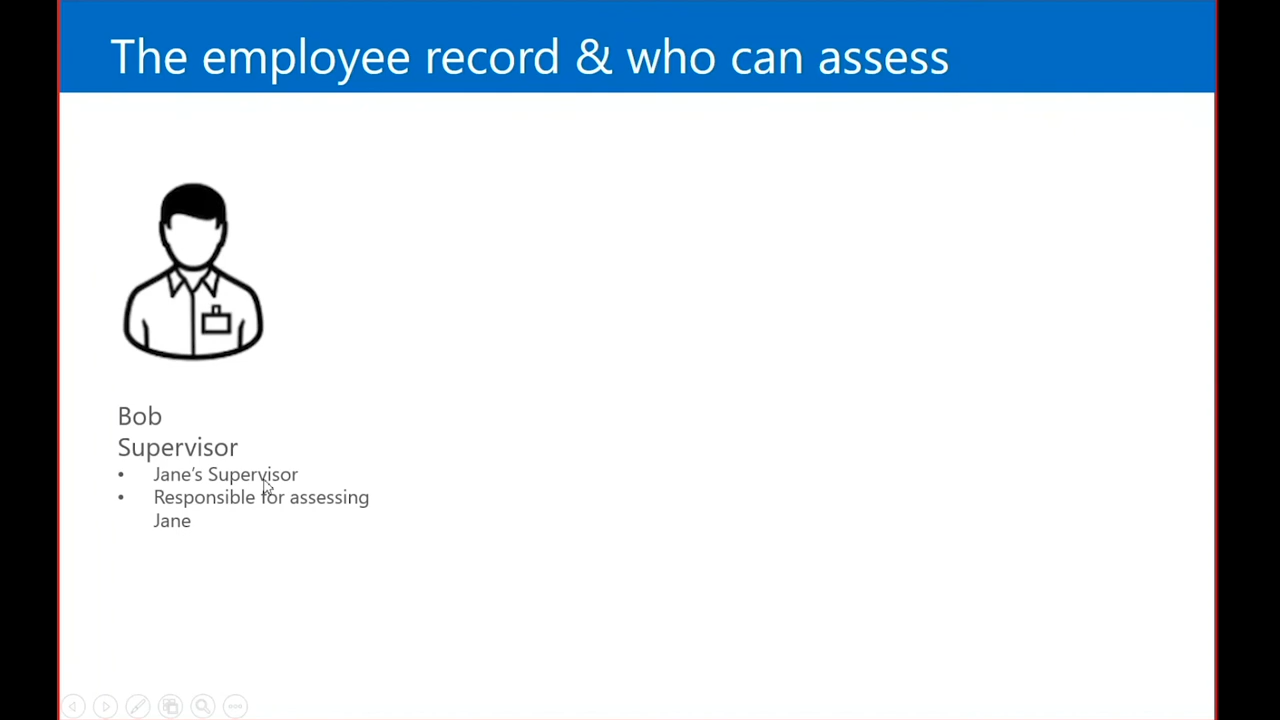 The employee record & who can assess
Bob
Supervisor
• Jane's Supervisor
• Responsible for assessing
Jane